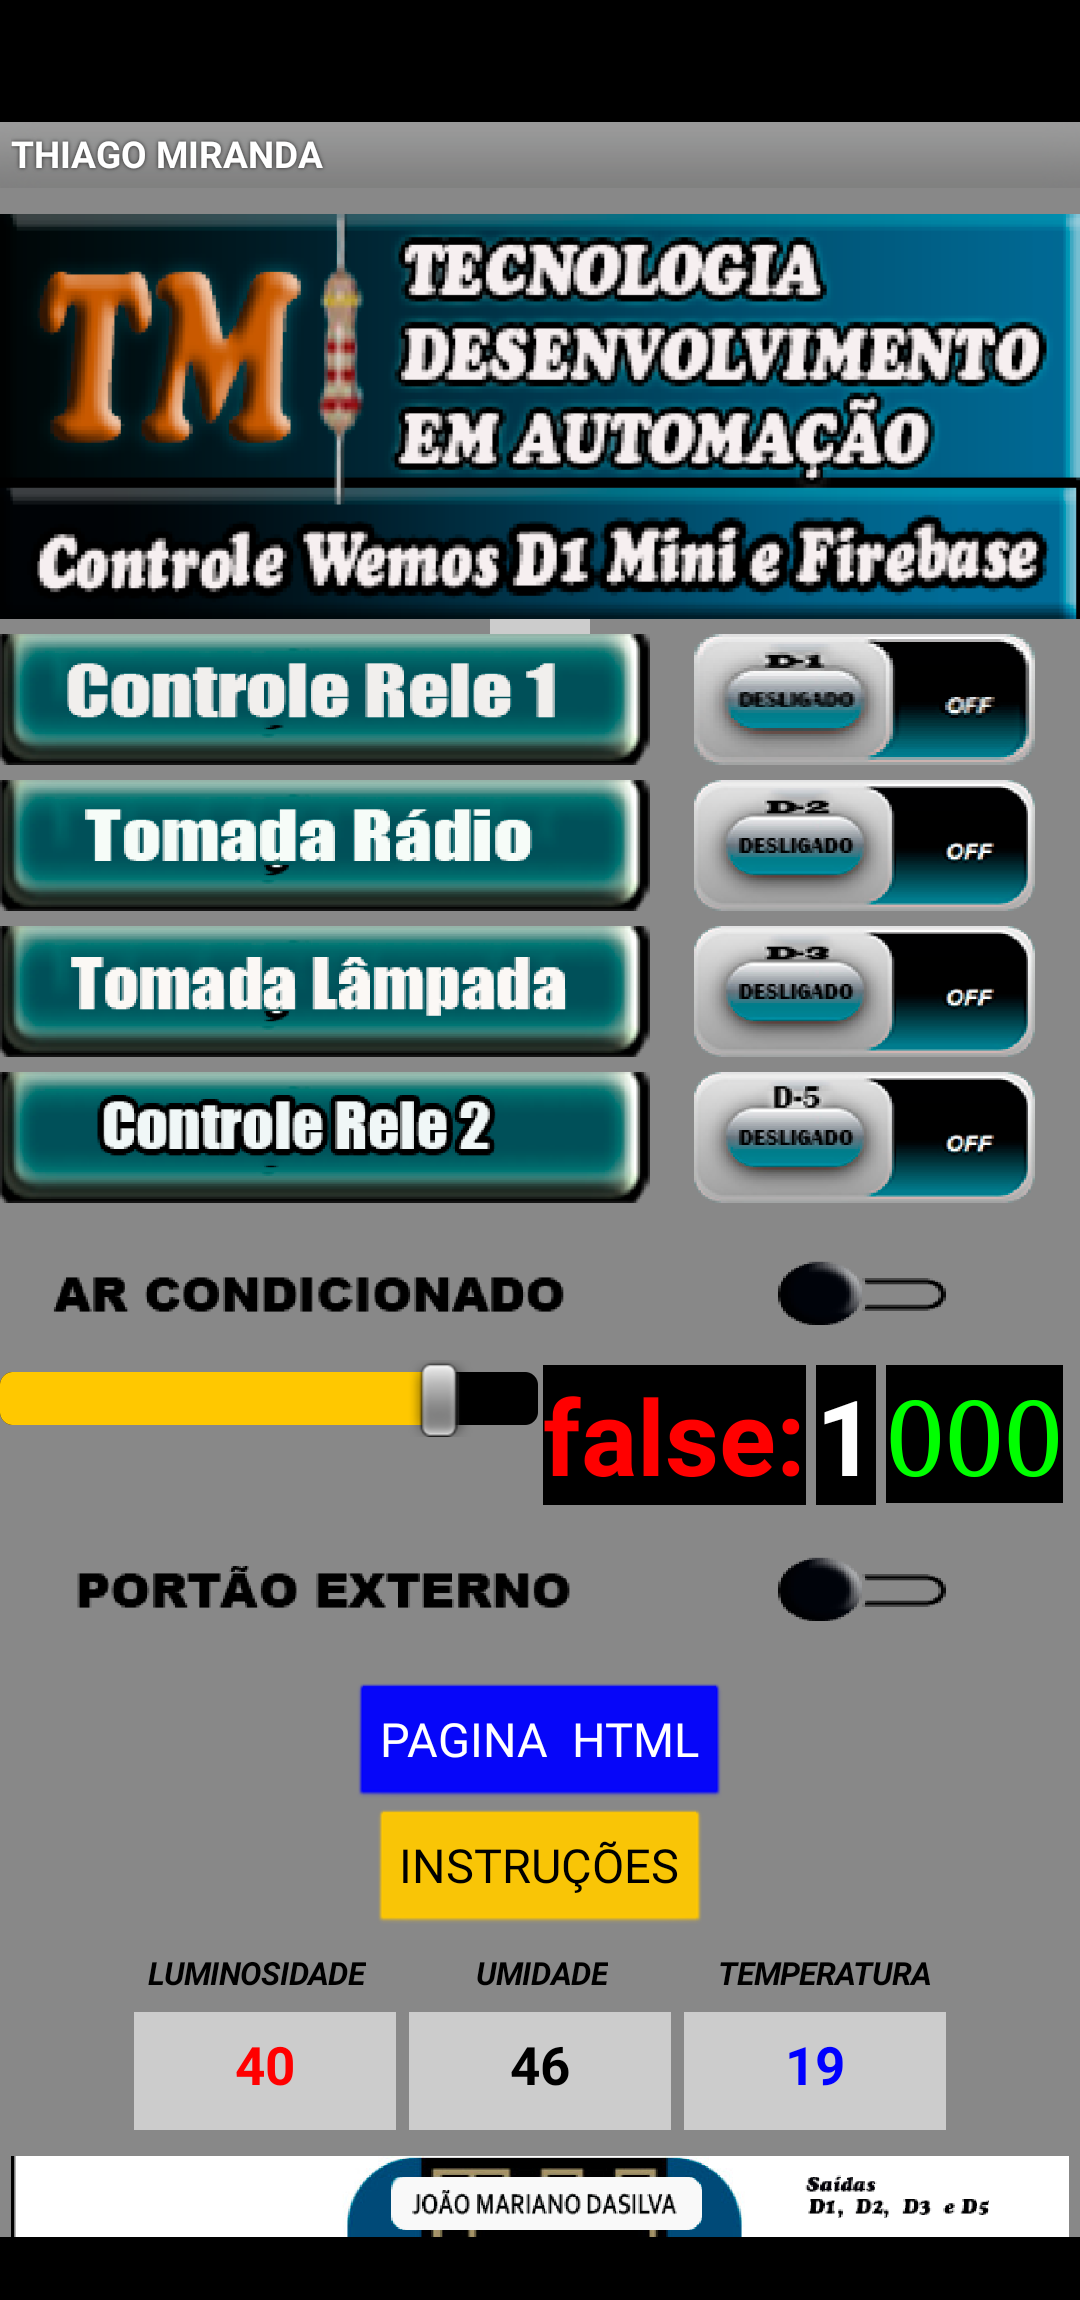 THIAGO MIRANDA
TM
TECNOLOGIA
DESENVOLVIMENTO
EM AUTOMAÇÃO
Controle Wemos D1 Mini e Firebase
Controle Rele 1
D-1
DESLIGADO
OFF
Tomada Rádio
D-2
DESLIGADO
OFF
Tomada Lâmpada
D-3
DESLIGADO
OFF
Controle Rele 2
D-5
DESLIGADO
OFF
AR CONDICIONADO
false: 1 000
PORTÃO EXTERNO
PAGINA HTML
INSTRUÇÕES
LUMINOSIDADE UMIDADE TEMPERATURA
40 46 19
JOÃO MARIANO DASILVA
Saídas
D1, D2, D3 e D5